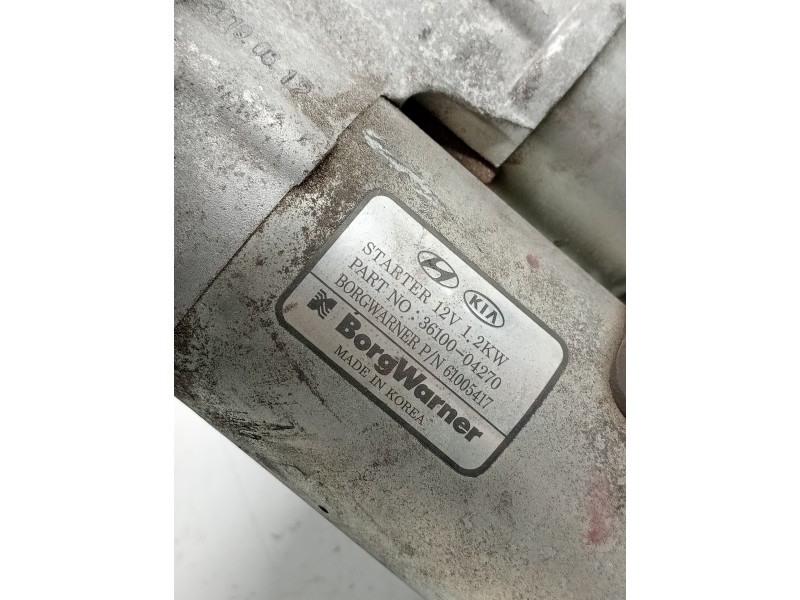 KIA
STARTER 12V 1.2KW
PART NO : 36100-04270
BORGWARNER P/N 61005417
BorgWarner
MADE IN KOREA